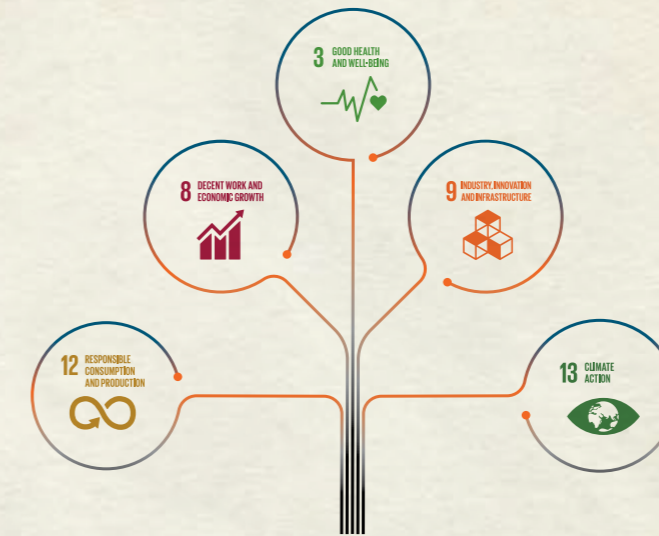 3 GOOD HEALTH
AND WELL-BEING
8 DECENT WORK AND
ECONOMIC GROWTH
9 INDUSTRY, INNOVATION
AND INFRASTRUCTURE
12 RESPONSIBLE
CONSUMPTION
AND PRODUCTION
13 CLIMATE
ACTION